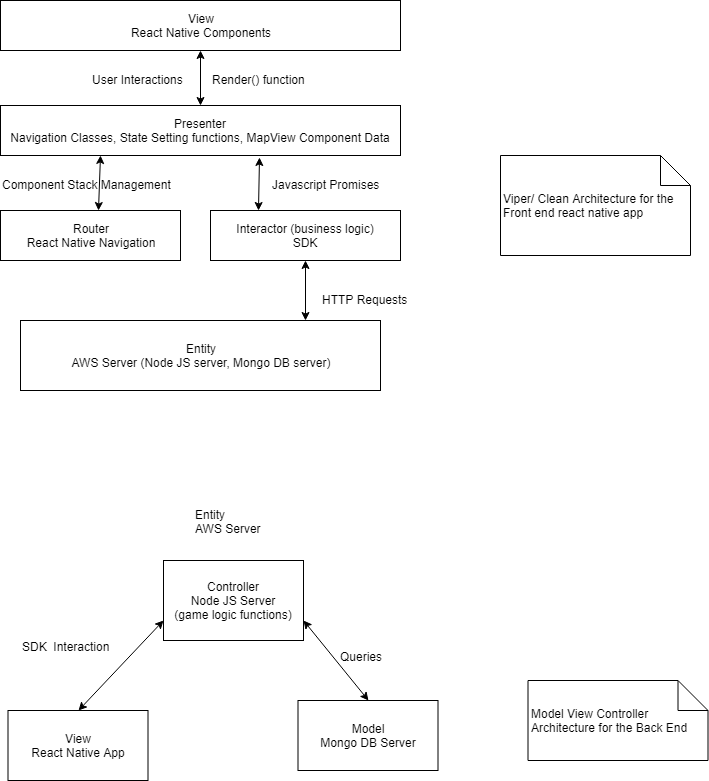 View
React Native Components
User Interactions
Render() function
Presenter
Navigation Classes, State Setting functions, MapView Component Data
Component Stack Management
Javascript Promises
Viper/ Clean Architecture for the
Front end react native app
Router
React Native Navigation
Interactor (business logic)
SDK
HTTP Requests
Entity
AWS Server (Node JS server, Mongo DB server)
Entity
AWS Server
Controller
Node JS Server
(game logic functions)
SDK Interaction
Queries
View
React Native App
Model
Mongo DB Server
Model View Controller
Architecture for the Back End